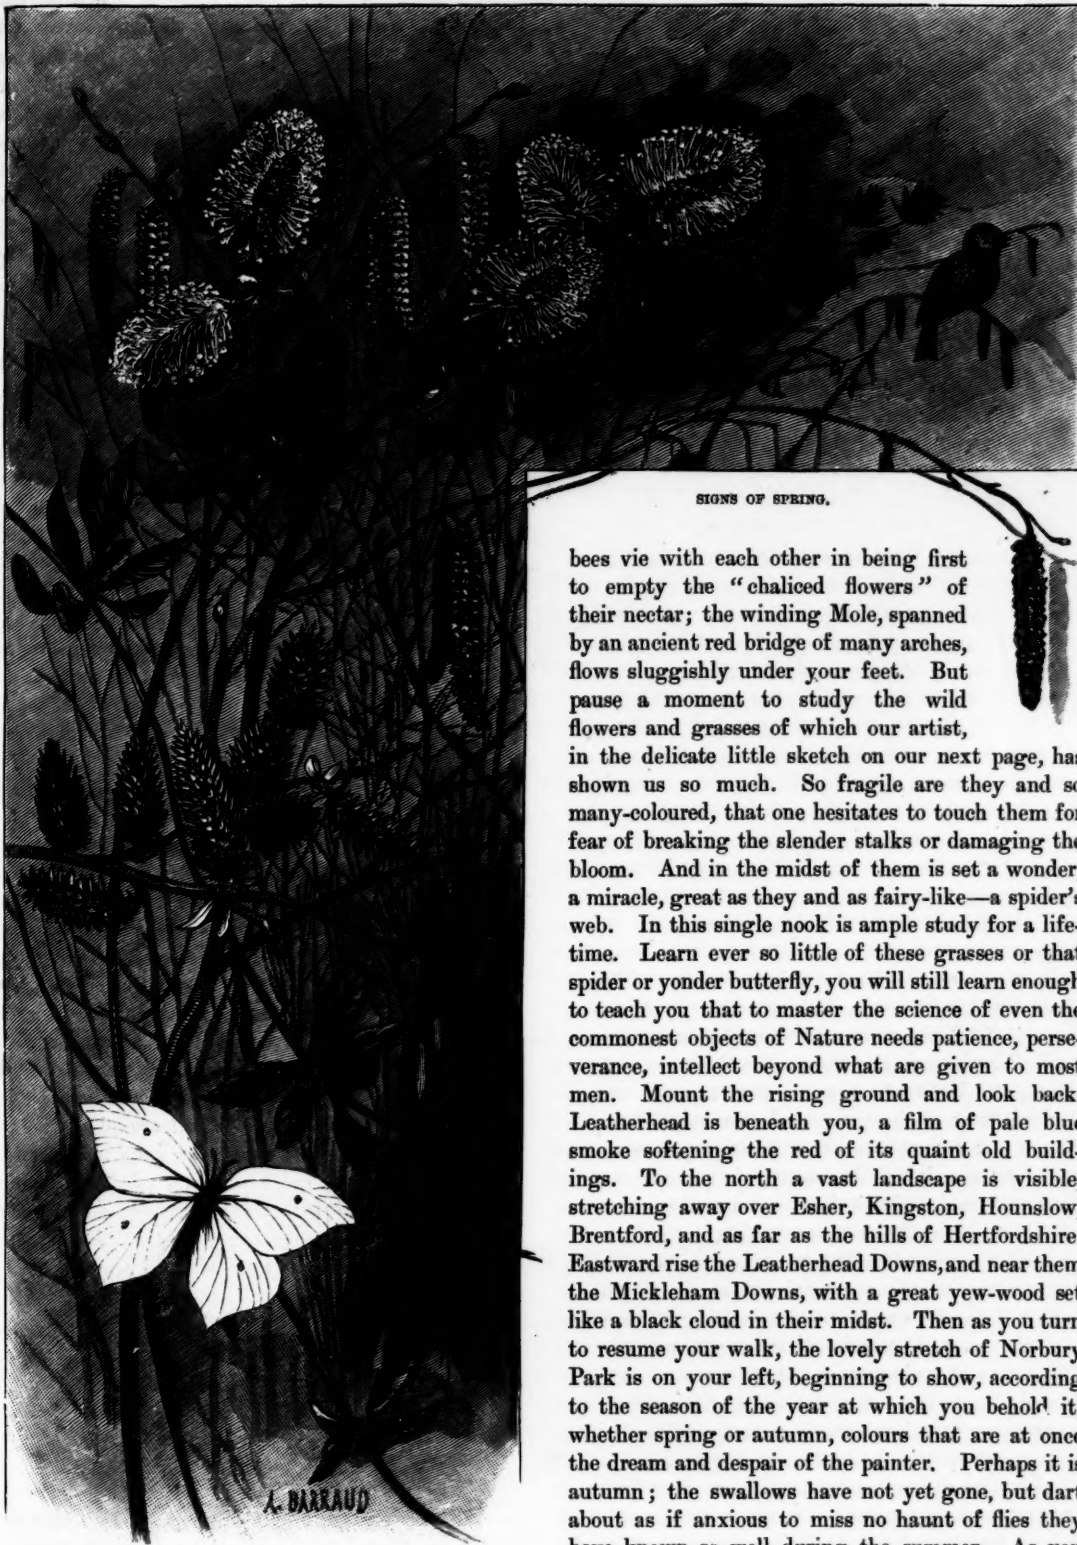 SIGNS OF SPRING.
bees vie with each other in being first
to empty the “chaliced flowers” of
their nectar; the winding Mole, spanned
by an ancient red bridge of many arches,
flows sluggishly under your feet. But
pause a moment to study the wild
flowers and grasses of which our artist,
in the delicate little sketch on our next page, has
shown us so much. So fragile are they and so
many-coloured, that one hesitates to touch them for
fear of breaking the slender stalks or damaging the
bloom. And in the midst of them is set a wonder
a miracle, great as they and as fairy-like—a spider's
web. In this single nook is ample study for a life-
time. Learn ever so little of these grasses or that
spider or yonder butterfly, you will still learn enough
to teach you that to master the science of even the
commonest objects of Nature needs patience, perse-
verance, intellect beyond what are given to most
men. Mount the rising ground and look back
Leatherhead is beneath you, a film of pale blue
smoke softening the red of its quaint old build-
ings. To the north a vast landscape is visible
stretching away over Esher, Kingston, Hounslow,
Brentford, and as far as the hills of Hertfordshire
Eastward rise the Leatherhead Downs, and near them
the Mickleham Downs, with a great yew-wood set
like a black cloud in their midst. Then as you turn
to resume your walk, the lovely stretch of Norbury
Park is on your left, beginning to show, according
to the season of the year at which you behold it
whether spring or autumn, colours that are at once
the dream and despair of the painter. Perhaps it is
autumn; the swallows have not yet gone, but dart
about as if anxious to miss no haunt of flies they
have known so well during the summer. As you
A. BARRAUD